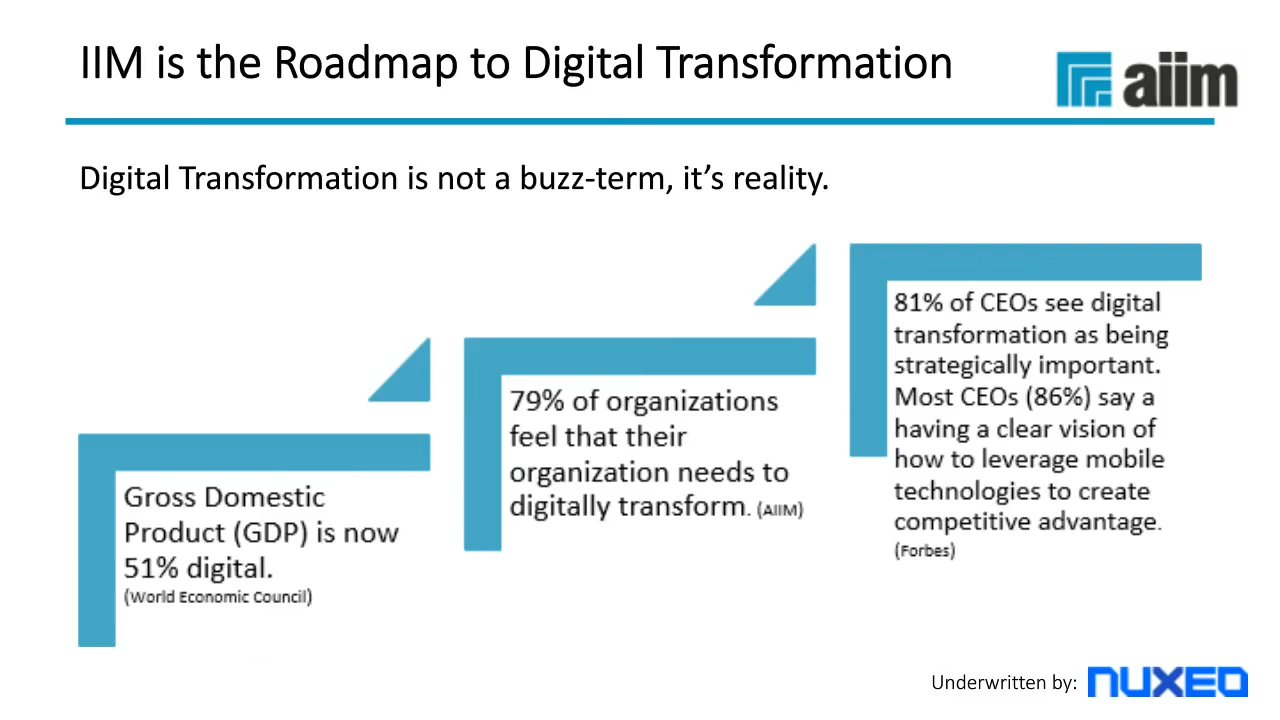 IIM is the Roadmap to Digital Transformation
aiim
Digital Transformation is not a buzz-term, it’s reality.
Gross Domestic
Product (GDP) is now
51% digital.
(World Economic Council)
79% of organizations
feel that their
organization needs to
digitally transform. (AIIM)
81% of CEOs see digital
transformation as being
strategically important.
Most CEOs (86%) say a
having a clear vision of
how to leverage mobile
technologies to create
competitive advantage.
(Forbes)
Underwritten by: nuxeo